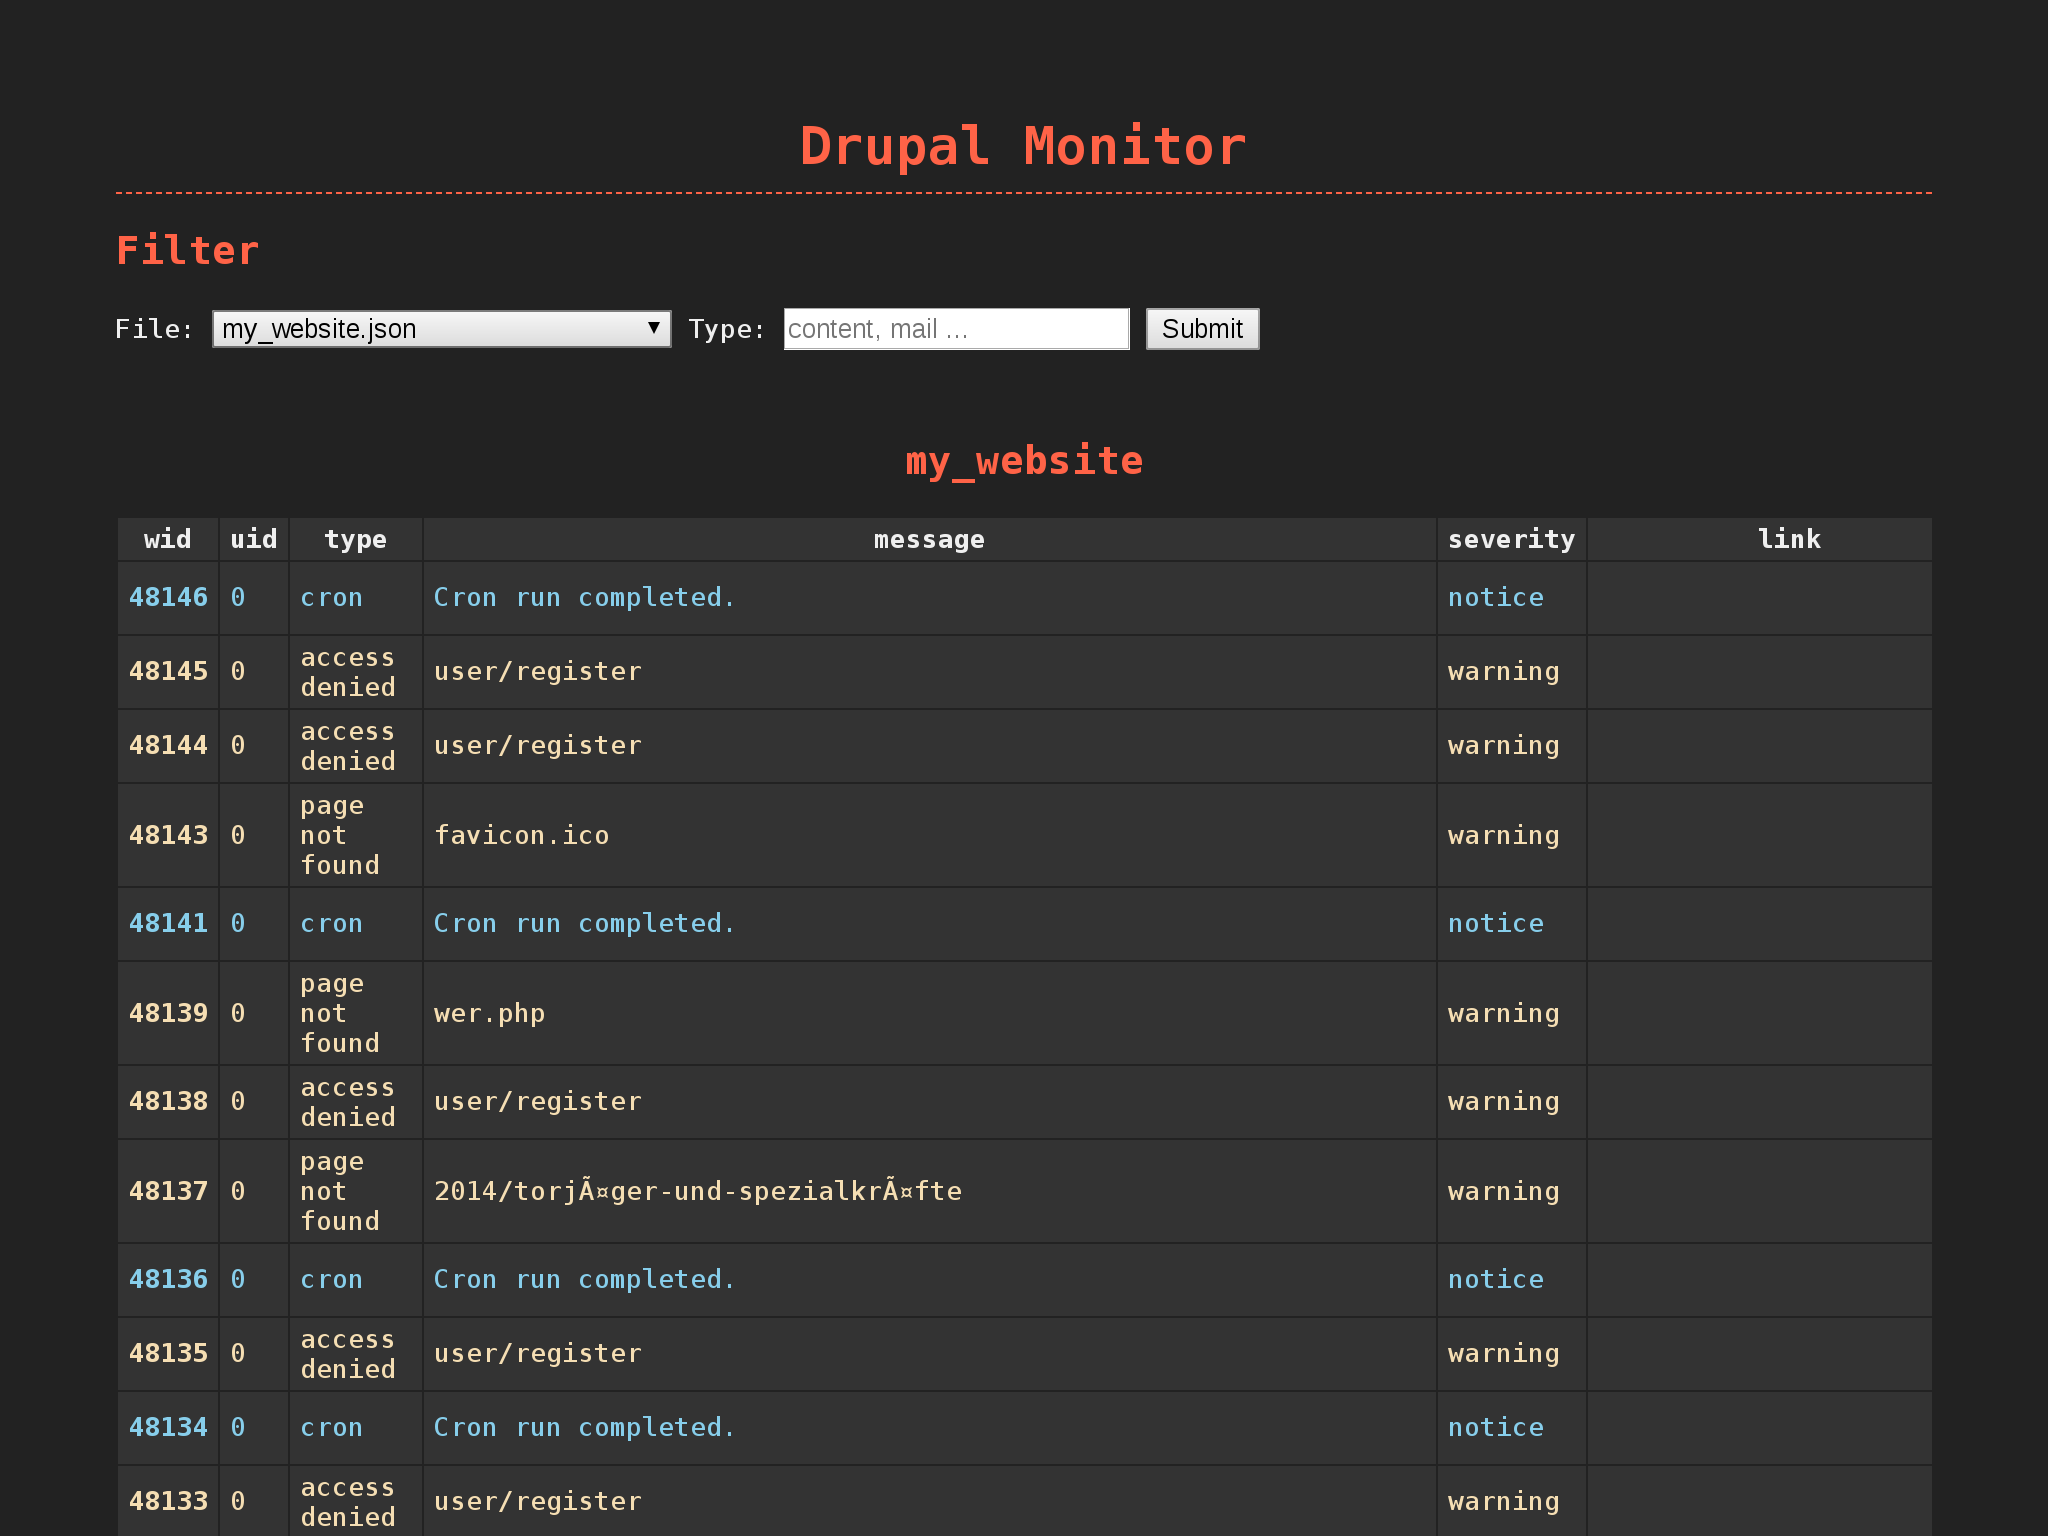 Drupal Monitor
Filter
File: my_website.json ▼ Type: content, mail ... Submit
my_website
wid uid type message severity link
48146 0 cron Cron run completed. notice
48145 0 access denied user/register warning
48144 0 access denied user/register warning
48143 0 page not found favicon.ico warning
48141 0 cron Cron run completed. notice
48139 0 page not found wer.php warning
48138 0 access denied user/register warning
48137 0 page not found 2014/torjÃ¤ger-und-spezialkrÃ¤fte warning
48136 0 cron Cron run completed. notice
48135 0 access denied user/register warning
48134 0 cron Cron run completed. notice
48133 0 access denied user/register warning